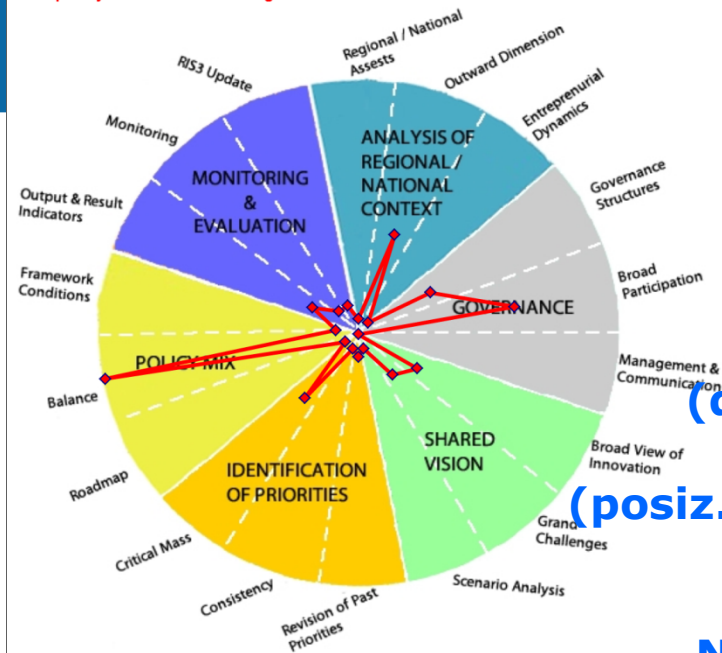 Regional / National
Assests
Outward Dimension
Entreprenurial
Dynamics
RIS3 Update
Monitoring
Output & Result
Indicators
Framework
Conditions
Balance
Roadmap
Critical Mass
Consistency
Revision of Past
Priorities
Scenario Analysis
Grand
Challenges
Broad View of
Innovation
Management &
Communication
Broad
Participation
Governance
Structures
ANALYSIS OF
REGIONAL /
NATIONAL
CONTEXT
MONITORING
&
EVALUATION
GOVERNANCE
POLICY MIX
SHARED
VISION
IDENTIFICATION
OF PRIORITIES
(posiz.